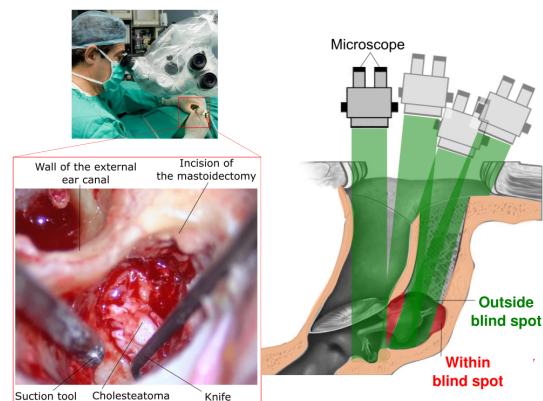 Microscope
Wall of the external
ear canal
Incision of
the mastoidectomy
Suction tool
Cholesteatoma
Knife
Outside
blind spot
Within
blind spot